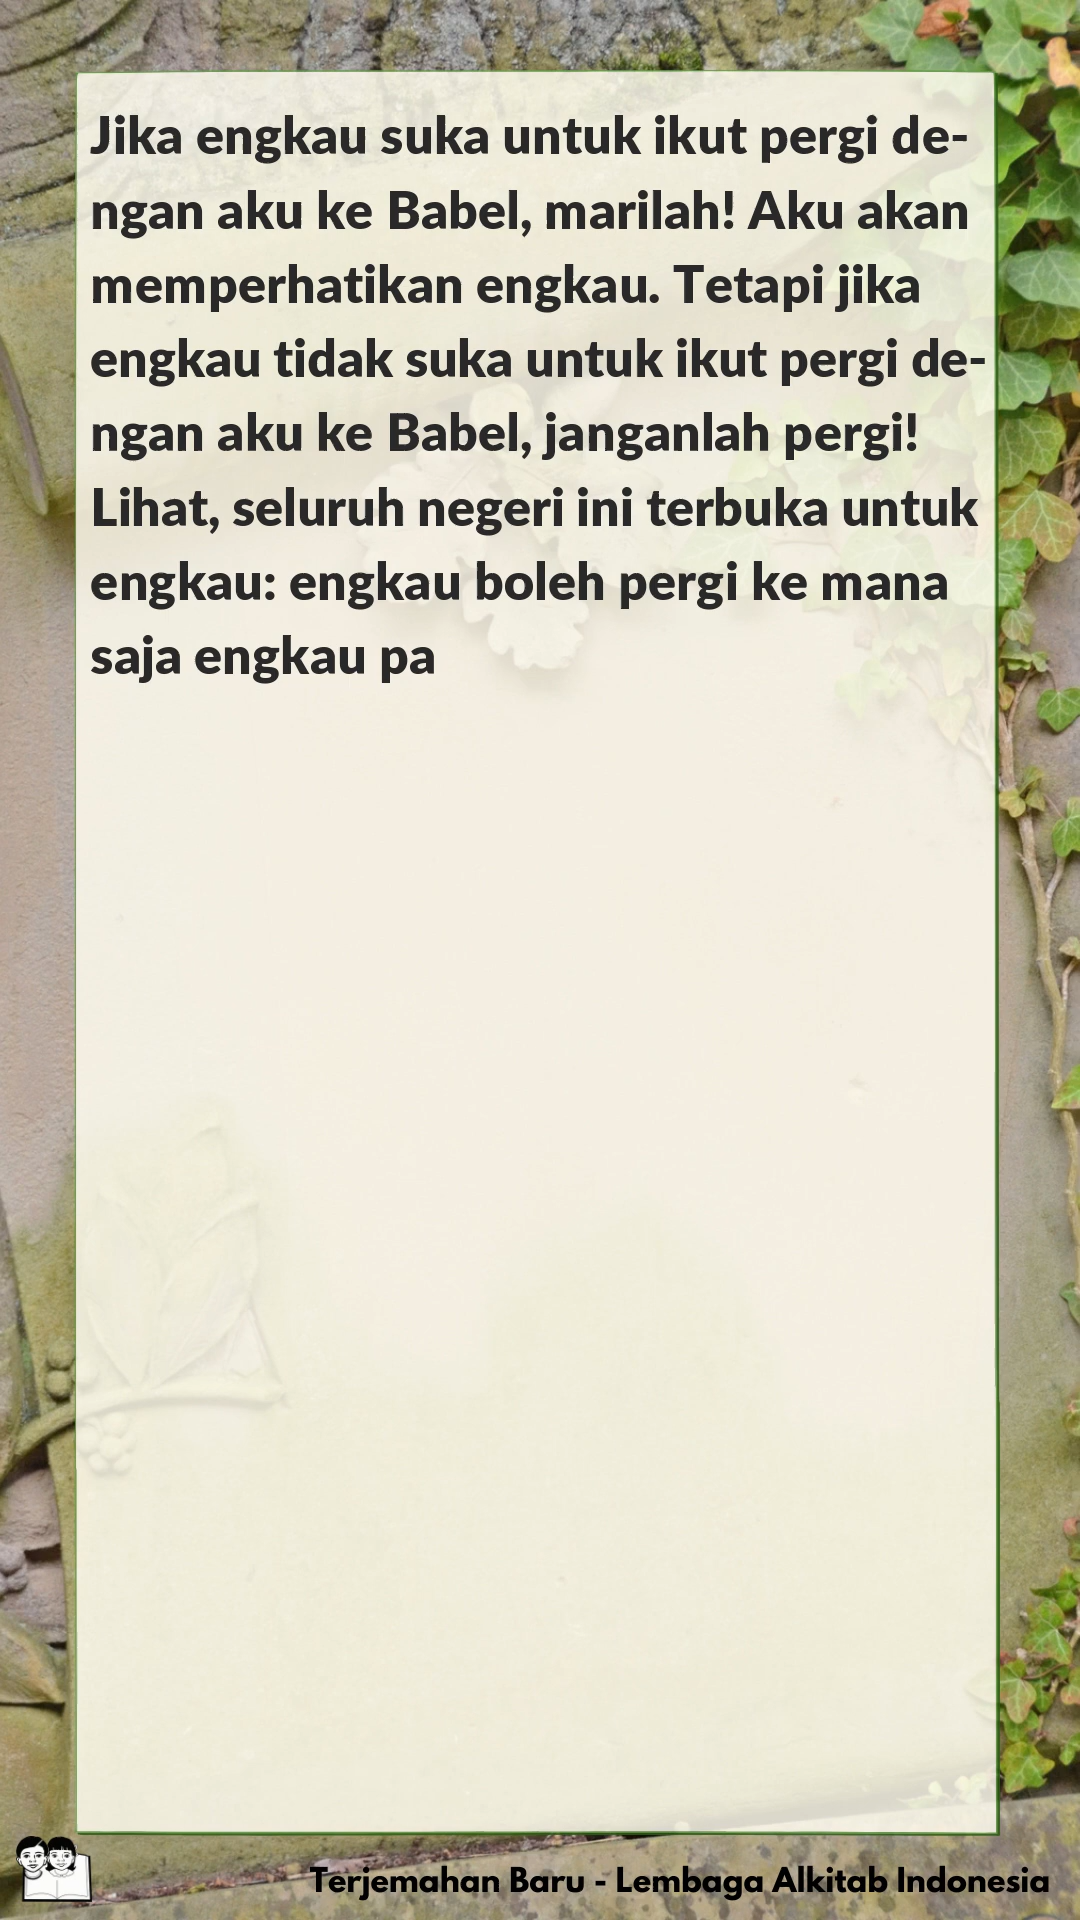 Jika engkau suka untuk ikut pergi de-
ngan aku ke Babel, marilah! Aku akan
memperhatikan engkau. Tetapi jika
engkau tidak suka untuk ikut pergi de-
ngan aku ke Babel, janganlah pergi!
Lihat, seluruh negeri ini terbuka untuk
engkau: engkau boleh pergi ke mana
saja engkau pa
Terjemahan Baru - Lembaga Alkitab Indonesia